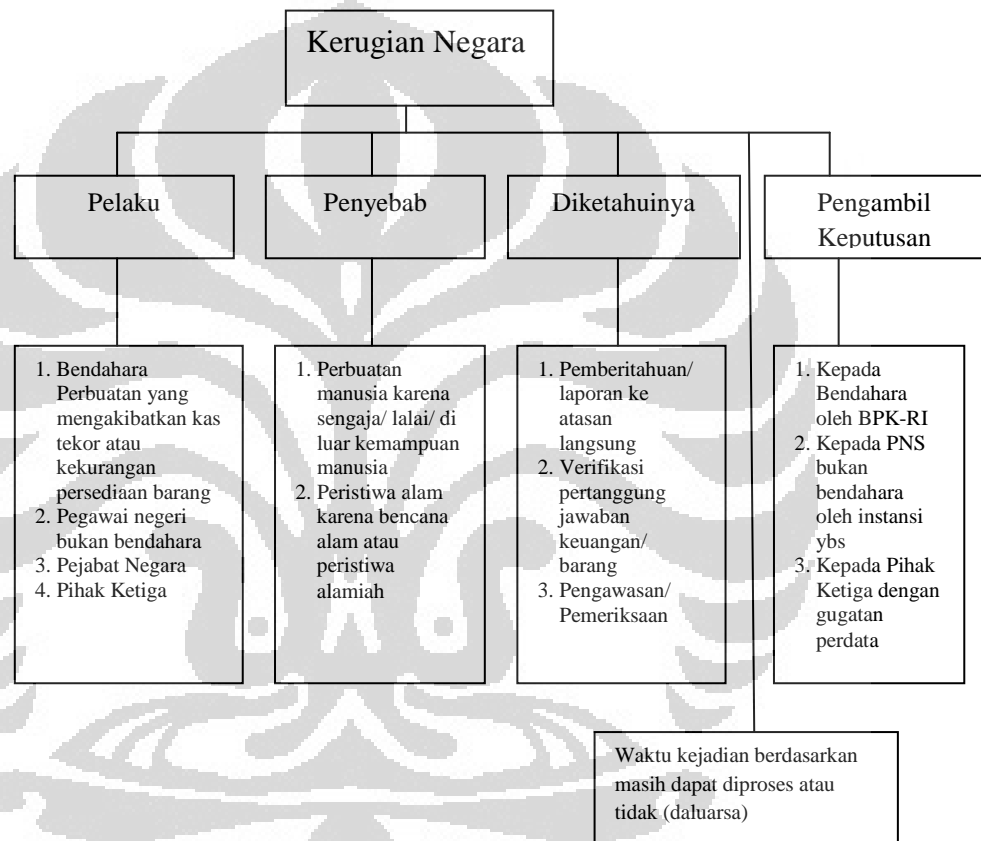 Kerugian Negara
Pelaku
Penyebab
Diketahuinya
Pengambil
Keputusan
1. Bendahara
Perbuatan yang
mengakibatkan kas
tekor atau
kekurangan
persediaan barang
2. Pegawai negeri
bukan bendahara
3. Pejabat Negara
4. Pihak Ketiga
1. Perbuatan
manusia karena
sengaja/ lalai/ di
luar kemampuan
manusia
2. Peristiwa alam
karena bencana
alam atau
peristiwa
alamiah
1. Pemberitahuan/
laporan ke
atasan
langsung
2. Verifikasi
pertanggung
jawaban
keuangan/
barang
3. Pengawasan/
Pemeriksaan
1. Kepada
Bendahara
oleh BPK-RI
2. Kepada PNS
bukan
bendahara
oleh instansi
ybs
3. Kepada Pihak
Ketiga dengan
gugatan
perdata
Waktu kejadian berdasarkan
masih dapat diproses atau
tidak (daluarsa)